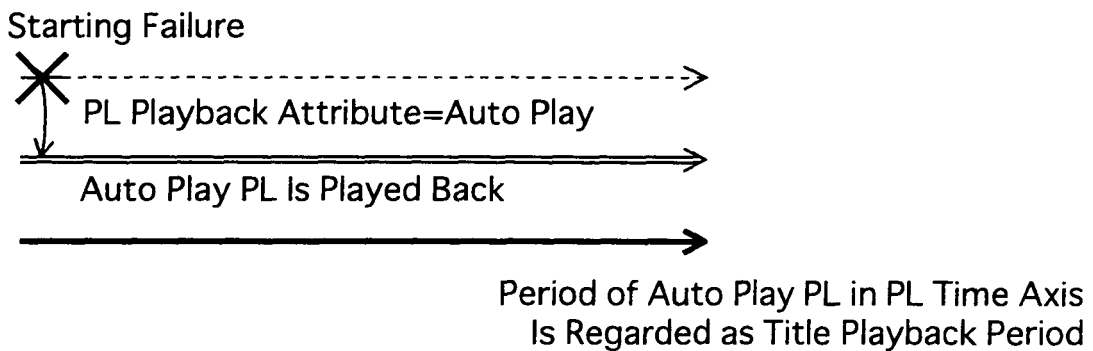 Starting Failure
PL Playback Attribute=Auto Play
Auto Play PL Is Played Back
Period of Auto Play PL in PL Time Axis
Is Regarded as Title Playback Period